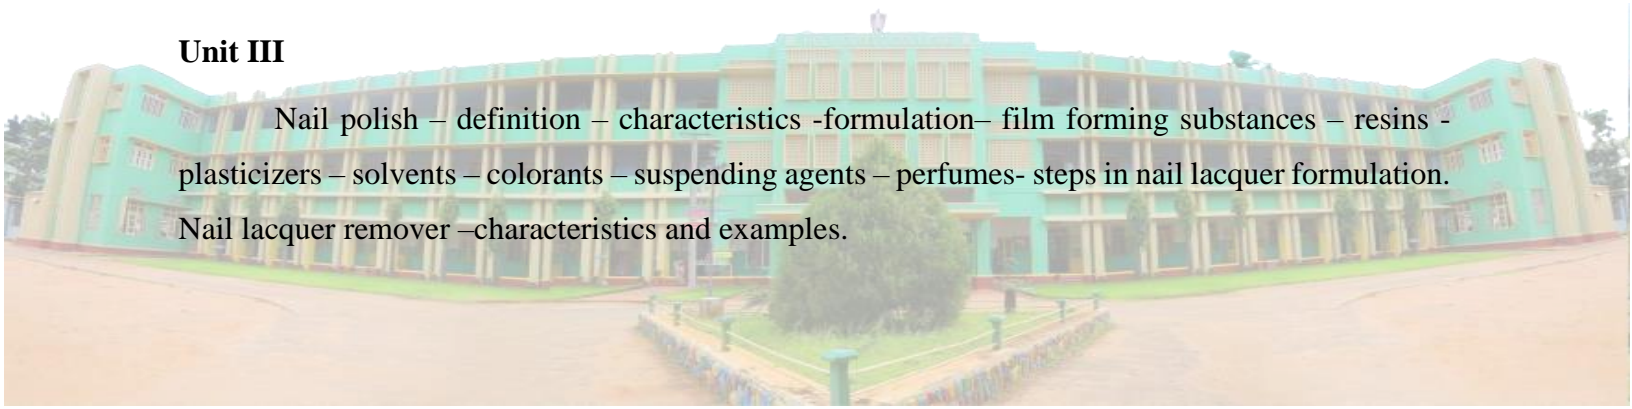 Unit III
Nail polish – definition – characteristics -formulation– film forming substances – resins -
plasticizers – solvents – colorants – suspending agents – perfumes- steps in nail lacquer formulation.
Nail lacquer remover –characteristics and examples.